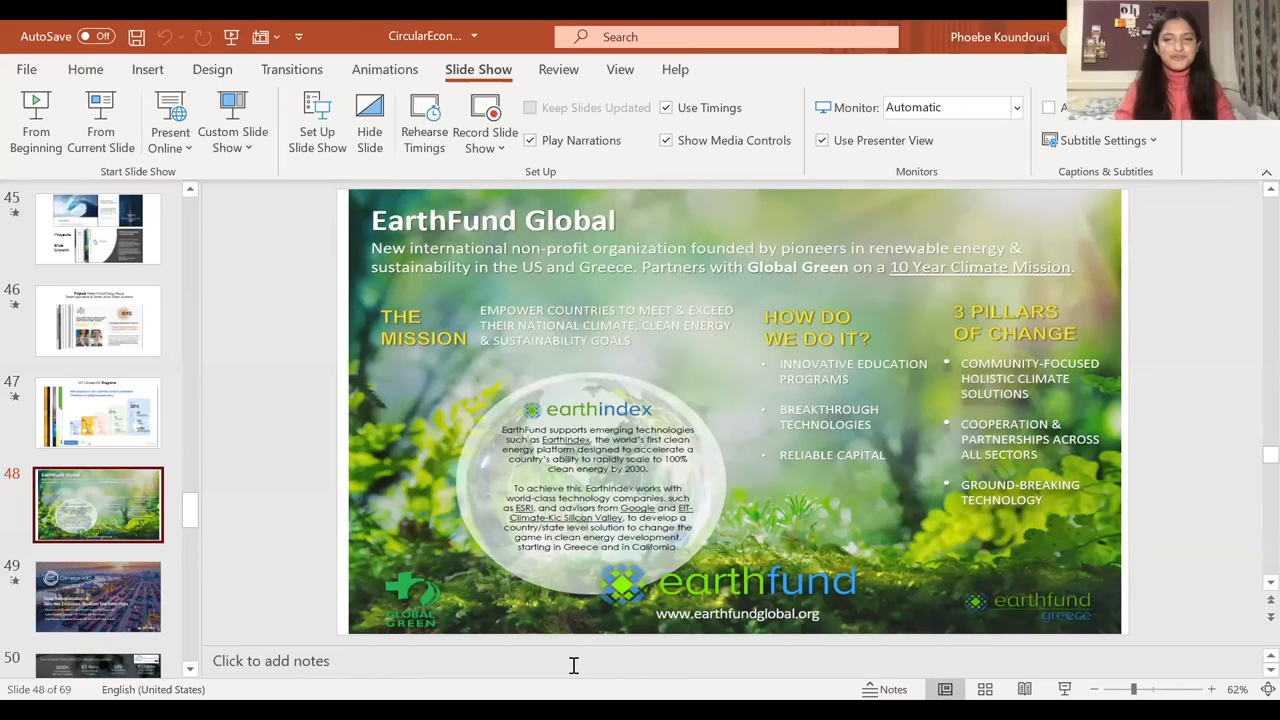 AutoSave Off
CircularEcon...
Search
Phoebe Koundouri
File Home Insert Design Transitions Animations Slide Show Review View Help
From Beginning
From Current Slide
Present Online
Custom Slide Show
Set Up Slide Show
Hide Slide
Rehearse Timings
Record Slide Show
Keep Slides Updated
Play Narrations
Use Timings
Show Media Controls
Monitor: Automatic
Use Presenter View
Subtitle Settings
Start Slide Show
Set Up
Monitors
Captions & Subtitles
45
46
47
48
49
50
EarthFund Global
New international non-profit organization founded by pioneers in renewable energy &
sustainability in the US and Greece. Partners with Global Green on a 10 Year Climate Mission.
THE
MISSION
EMPOWER COUNTRIES TO MEET & EXCEED
THEIR NATIONAL CLIMATE, CLEAN ENERGY
& SUSTAINABILITY GOALS
earthindex
EarthFund supports emerging technologies
such as EarthIndex, the world's first clean
energy platform designed to accelerate a
country's ability to rapidly scale to 100%
clean energy by 2030.
To achieve this, EarthIndex works with
world-class technology companies, such
as ESRI, and advisors from Google and EIT-
Climate-Kic Silicon Valley, to develop a
country/state level solution to change the
game in clean energy development,
starting in Greece and in California.
HOW DO
WE DO IT?
• INNOVATIVE EDUCATION
PROGRAMS
• BREAKTHROUGH
TECHNOLOGIES
• RELIABLE CAPITAL
3 PILLARS
OF CHANGE
• COMMUNITY-FOCUSED
HOLISTIC CLIMATE
SOLUTIONS
• COOPERATION &
PARTNERSHIPS ACROSS
ALL SECTORS
• GROUND-BREAKING
TECHNOLOGY
GLOBAL
GREEN
earthfund
www.earthfundglobal.org
earthfund
greece
Click to add notes
Slide 48 of 69
English (United States)
Notes
62%